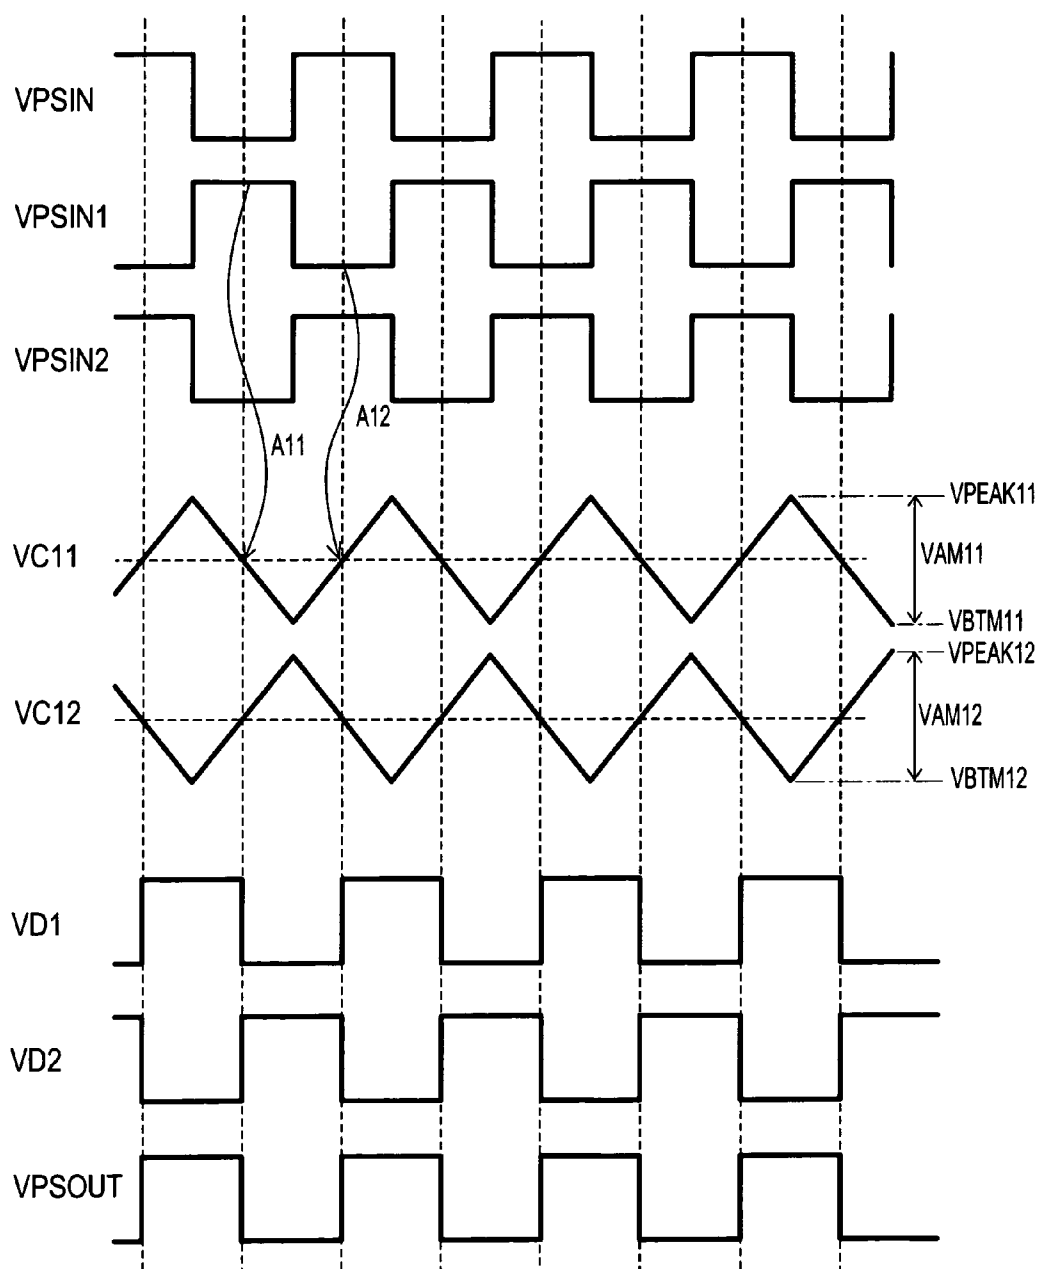 VPSIN
VPSIN1
VPSIN2
A11
A12
VPEAK11
VC11
VAM11
VBTM11
VPEAK12
VC12
VAM12
VBTM12
VD1
VD2
VPSOUT